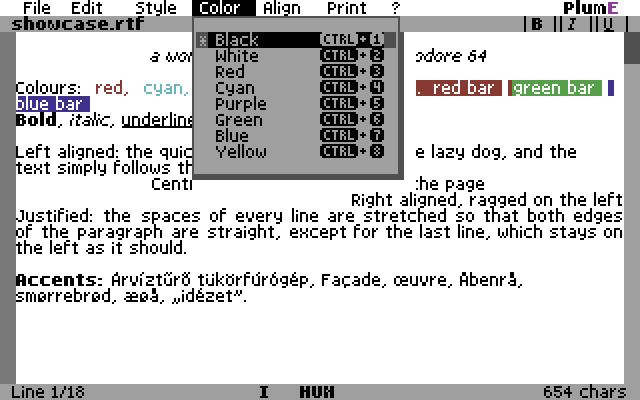 File Edit Style Color Align Print ? PlumE
showcase.rtf B I U
Black CTRL+1
White CTRL+2
Red CTRL+3
Cyan CTRL+4
Purple CTRL+5
Green CTRL+6
Blue CTRL+7
Yellow CTRL+8
a odore 64
Colours: red, cyan, red bar green bar
blue bar
Bold, italic, underline
Left aligned: the quic e lazy dog, and the
text simply follows th
Centr the page
Right aligned, ragged on the left
Justified: the spaces of every line are stretched so that both edges
of the paragraph are straight, except for the last line, which stays on
the left as it should.
Accents: Árvíztűrő tükörfúrógép, Façade, œuvre, Åbenrå,
smørrebrød, æøå, „idézet”.
Line 1/18 I HUN 654 chars